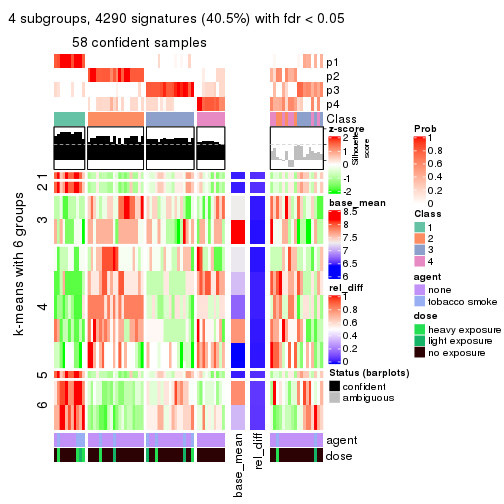 4 subgroups, 4290 signatures (40.5%) with fdr < 0.05
58 confident samples
p1
p2
p3
p4
Class
z-score
2
1
0
-1
-2
Silhouette score
1
2
3
4
5
6
k-means with 6 groups
base_mean
8.5
8
7.5
7
6.5
6
rel_diff
1
0.8
0.6
0.4
0.2
0
Status (barplots)
confident
ambiguous
Prob
1
0.8
0.6
0.4
0.2
0
Class
1
2
3
4
agent
none
tobacco smoke
dose
heavy exposure
light exposure
no exposure
agent
dose
base_mean
rel_diff